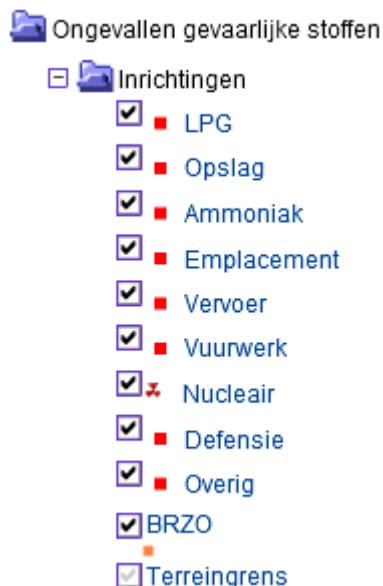 Ongevallen gevaarlijke stoffen
Inrichtingen
LPG
Opslag
Ammoniak
Emplacement
Vervoer
Vuurwerk
Nucleair
Defensie
Overig
BRZO
Terreingrens